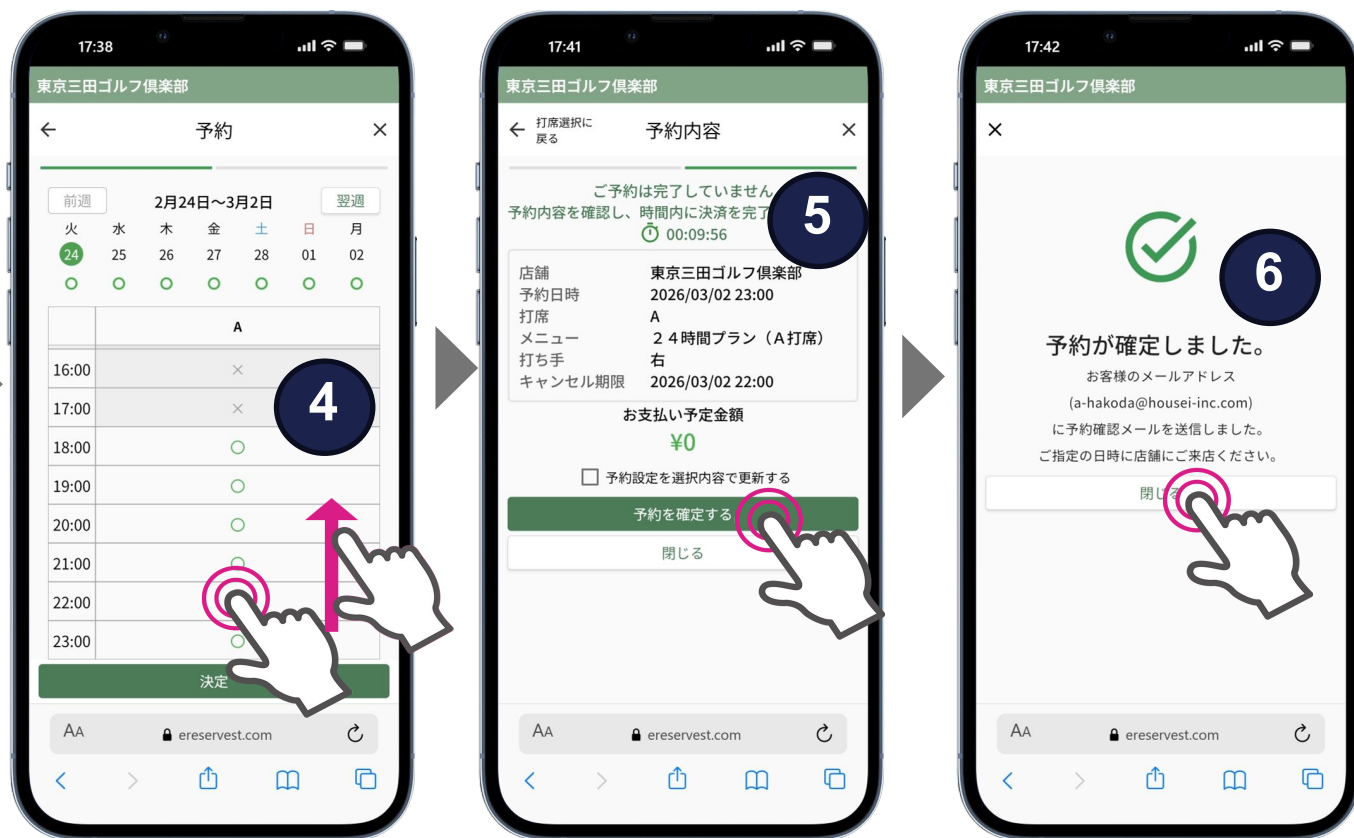 17:38
東京三田ゴルフ倶楽部
予約
前週 2月24日〜3月2日 翌週
火 水 木 金 土 日 月
24 25 26 27 28 01 02
A
16:00
17:00
18:00
19:00
20:00
21:00
22:00
23:00
決定
4
AA ereservest.com
17:41
東京三田ゴルフ倶楽部
打席選択に
戻る
予約内容
ご予約は完了していません
予約内容を確認し、時間内に決済を完了
00:09:56
5
店舗 東京三田ゴルフ倶楽部
予約日時 2026/03/02 23:00
打席 A
メニュー 24時間プラン(A打席)
打ち手 右
キャンセル期限 2026/03/02 22:00
お支払い予定金額
¥0
予約設定を選択内容で更新する
予約を確定する
閉じる
AA ereservest.com
17:42
東京三田ゴルフ倶楽部
6
予約が確定しました。
お客様のメールアドレス
(a-hakoda@housei-inc.com)
に予約確認メールを送信しました。
ご指定の日時に店舗にご来店ください。
閉じる
AA ereservest.com